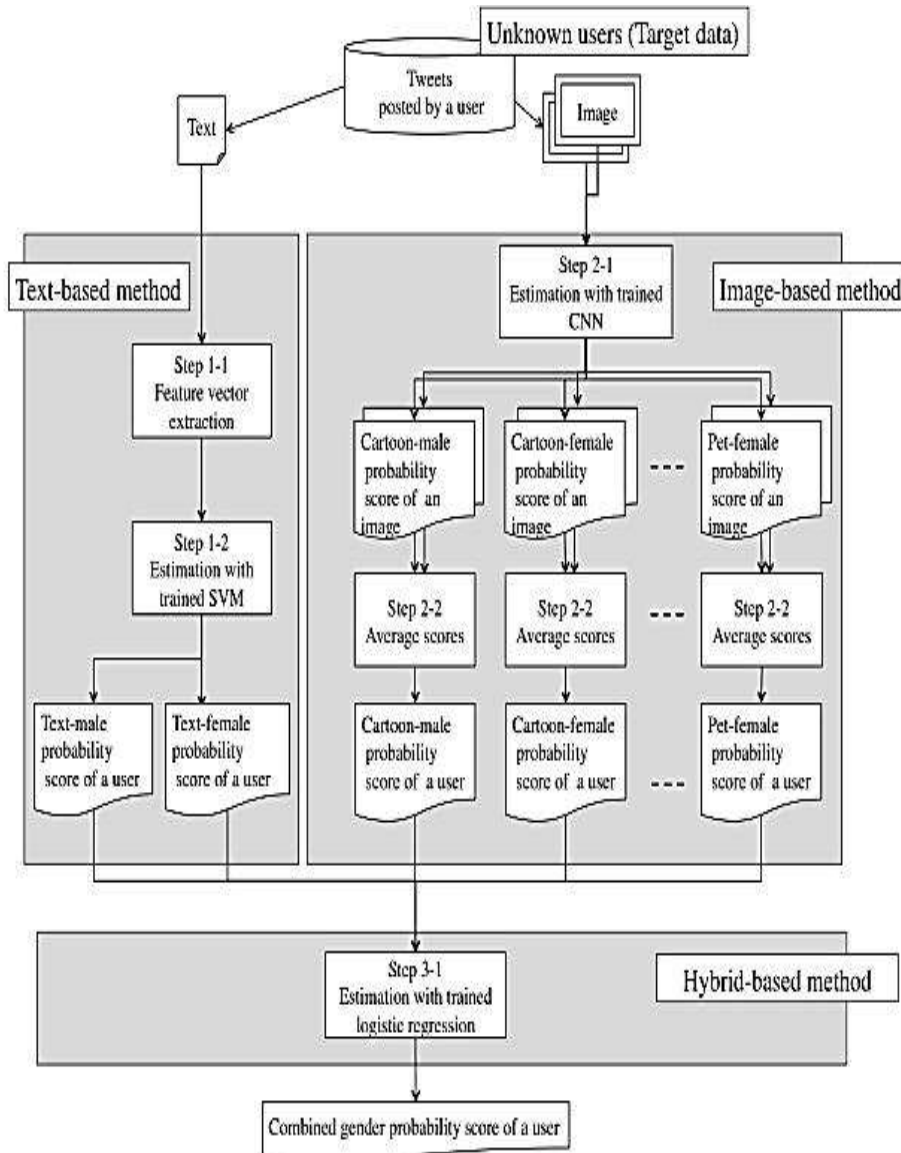 Unknown users (Target data)
Tweets
posted by a user
Text
Image
Text-based method
Step 1-1
Feature vector
extraction
Step 1-2
Estimation with
trained SVM
Text-male
probability
score of a user
Text-female
probability
score of a user
Image-based method
Step 2-1
Estimation with trained
CNN
Cartoon-male
probability
score of an
image
Cartoon-female
probability
score of an
image
Pet-female
probability
score of an
image
Step 2-2
Average scores
Step 2-2
Average scores
Step 2-2
Average scores
Cartoon-male
probability
score of a user
Cartoon-female
probability
score of a user
Pet-female
probability
score of a user
Hybrid-based method
Step 3-1
Estimation with trained
logistic regression
Combined gender probability score of a user